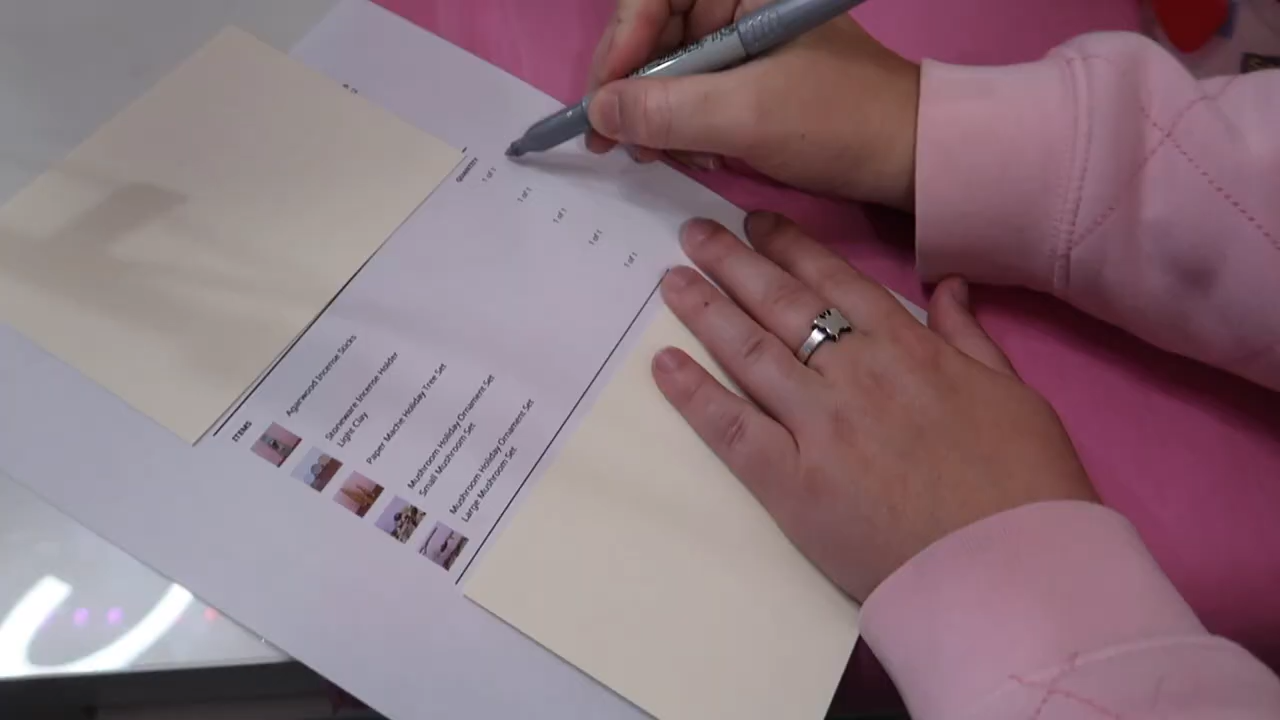 ITEMS QUANTITY
Agarwood Incense Sticks 1 of 1
Stoneware Incense Holder 1 of 1
Light Clay
Paper Mache Holiday Tree Set 1 of 1
Mushroom Holiday Ornament Set 1 of 1
Small Mushroom Set
Mushroom Holiday Ornament Set 1 of 1
Large Mushroom Set